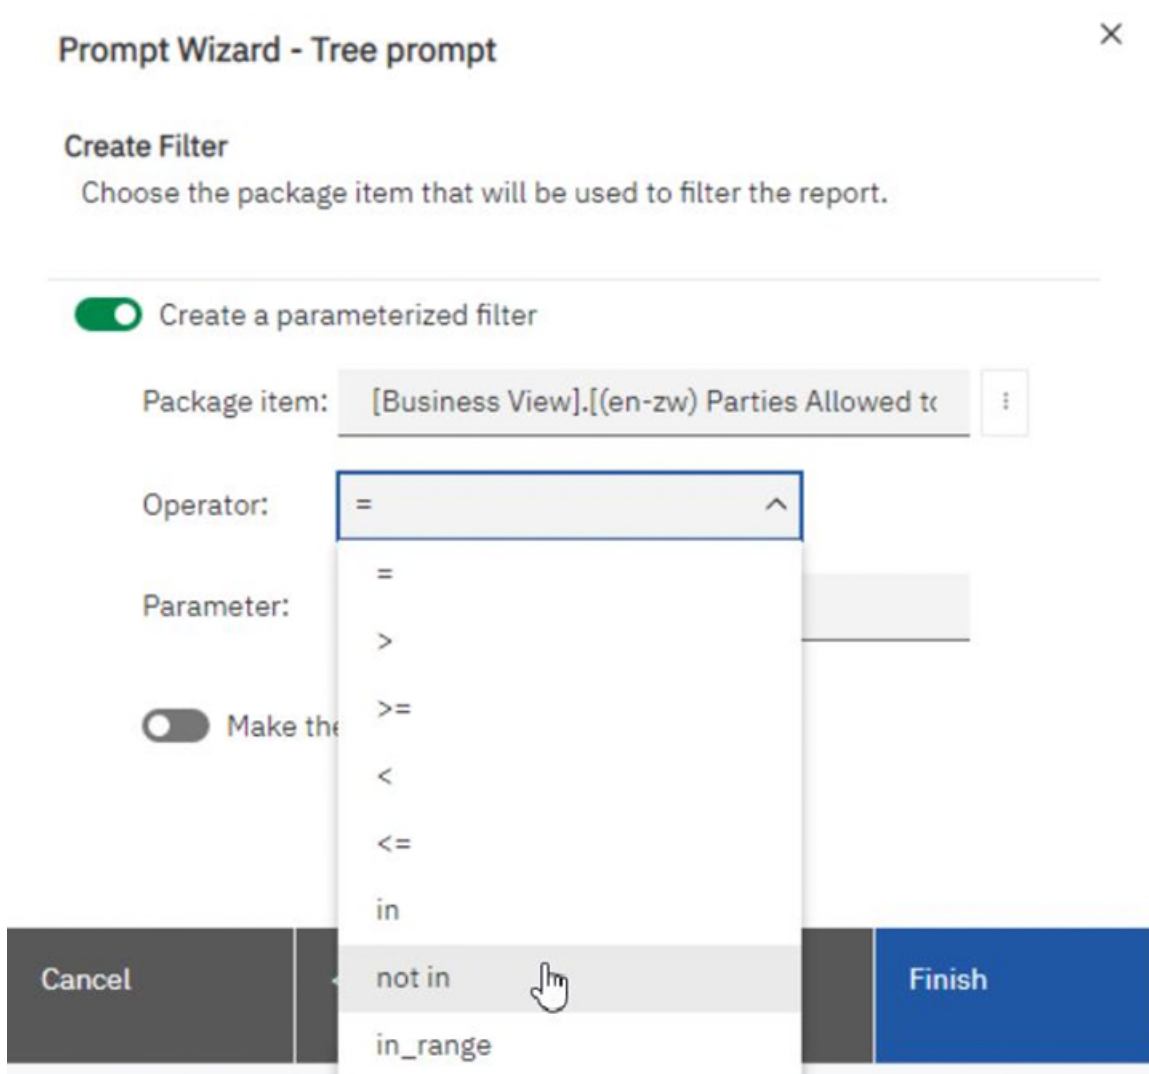 Prompt Wizard - Tree prompt
Create Filter
Choose the package item that will be used to filter the report.
Create a parameterized filter
Package item: [Business View].[(en-zw) Parties Allowed to
Operator: =
=
Parameter:
>
>=
Make the
<
<=
in
Cancel
not in
Finish
in_range